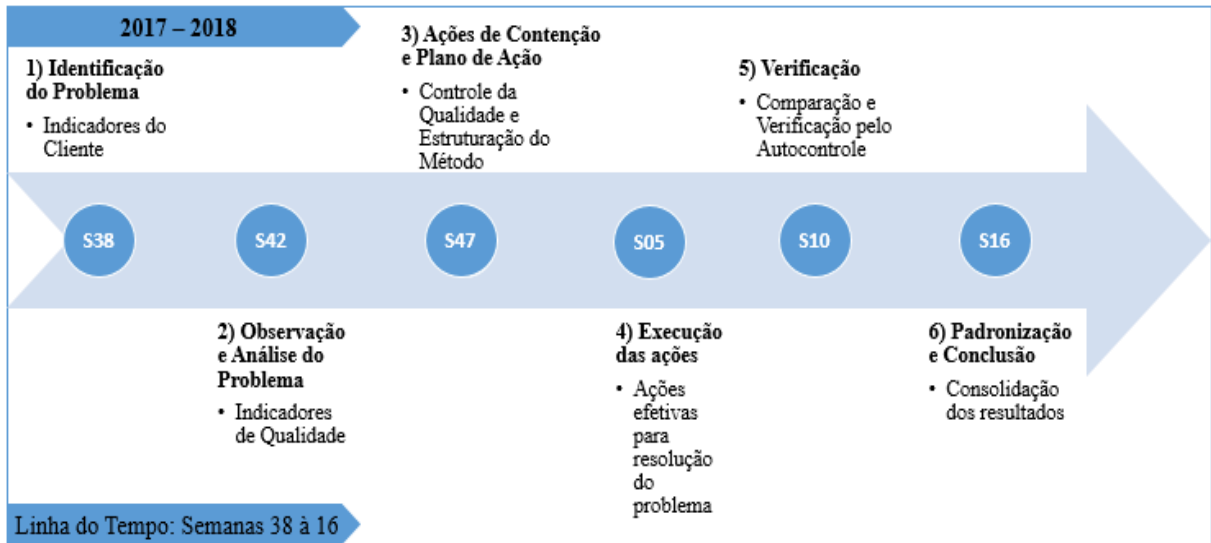 2017 – 2018
1) Identificação
do Problema
• Indicadores do
Cliente
S38
2) Observação
e Análise do
Problema
• Indicadores
de Qualidade
S42
3) Ações de Contenção
e Plano de Ação
• Controle da
Qualidade e
Estruturação do
Método
S47
4) Execução
das ações
• Ações
efetivas
para
resolução
do
problema
S05
5) Verificação
• Comparação e
Verificação pelo
Autocontrole
S10
6) Padronização
e Conclusão
• Consolidação
dos resultados
S16
Linha do Tempo: Semanas 38 à 16